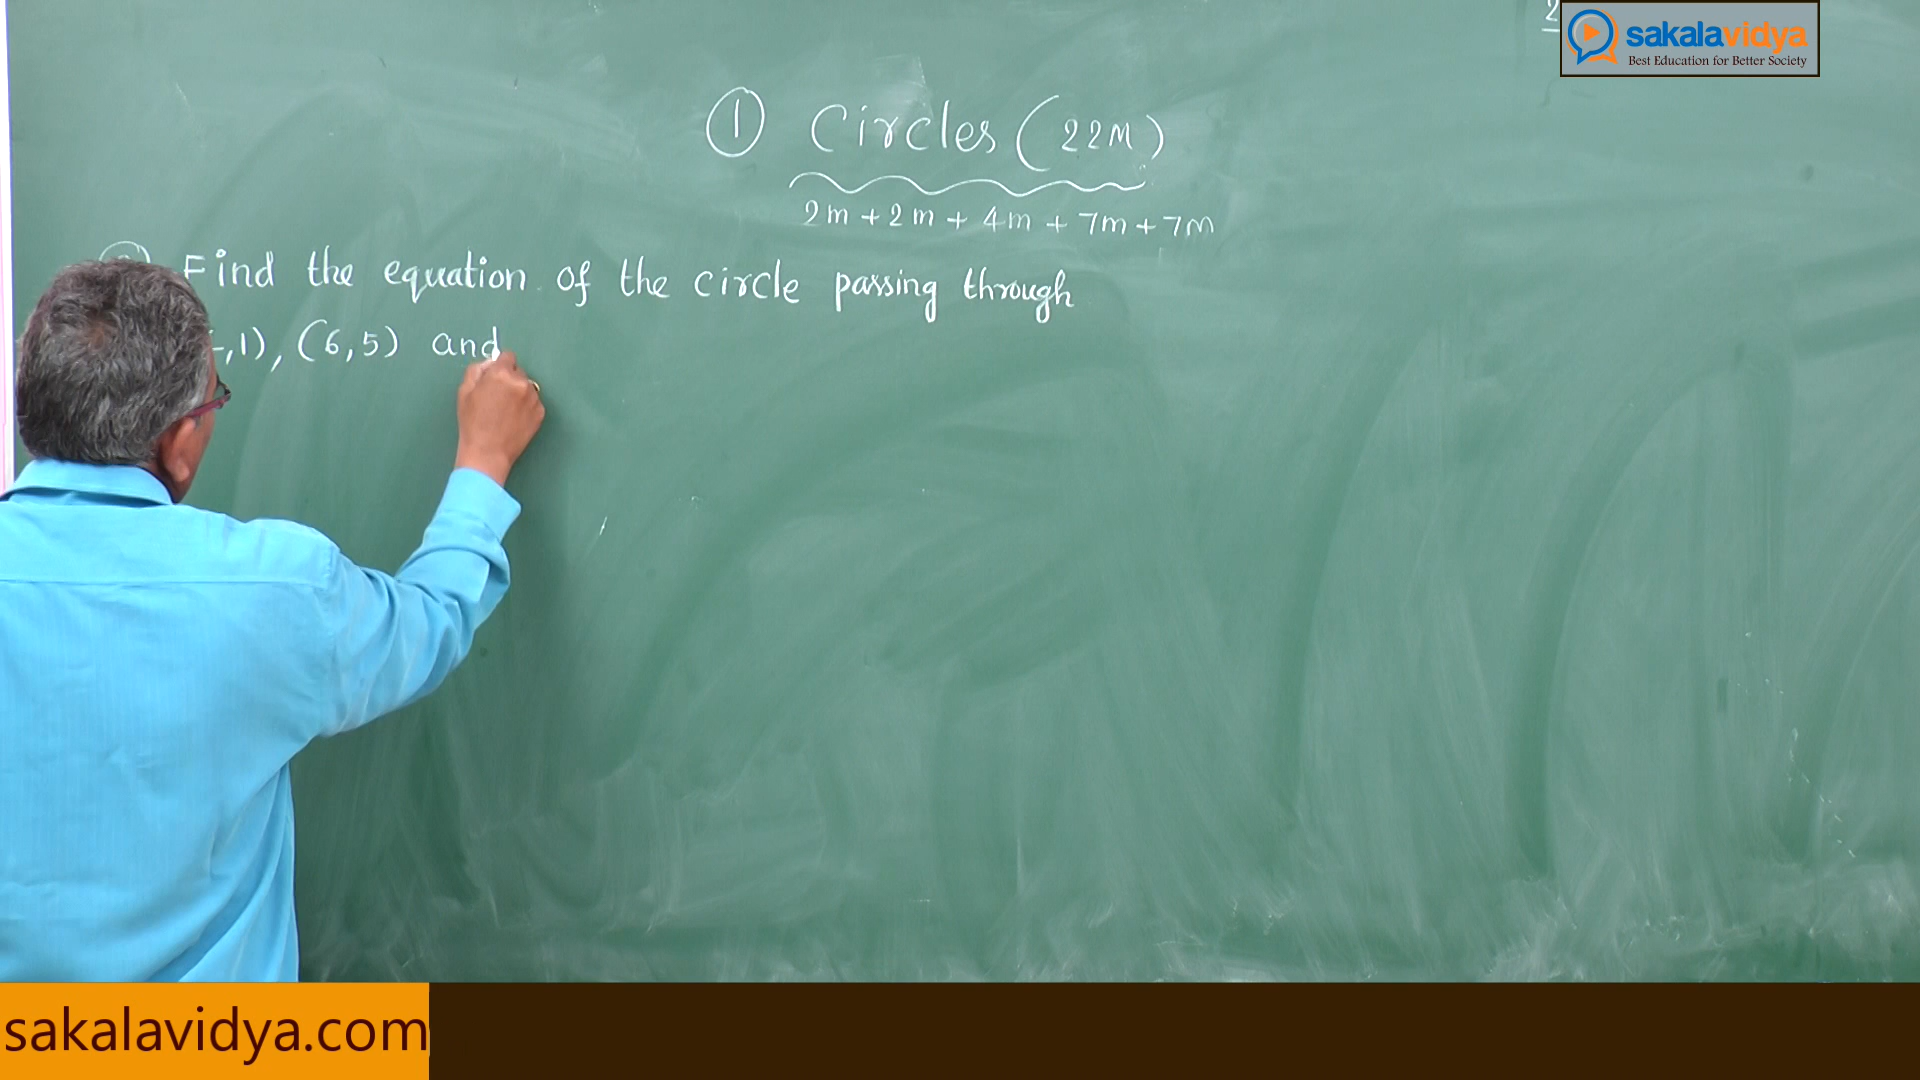 2
sakalavidya
Best Education for Better Society
① Circles (22M)
2m + 2m + 4m + 7m + 7m
Find the equation of the circle passing through
,1), (6,5) and
sakalavidya.com